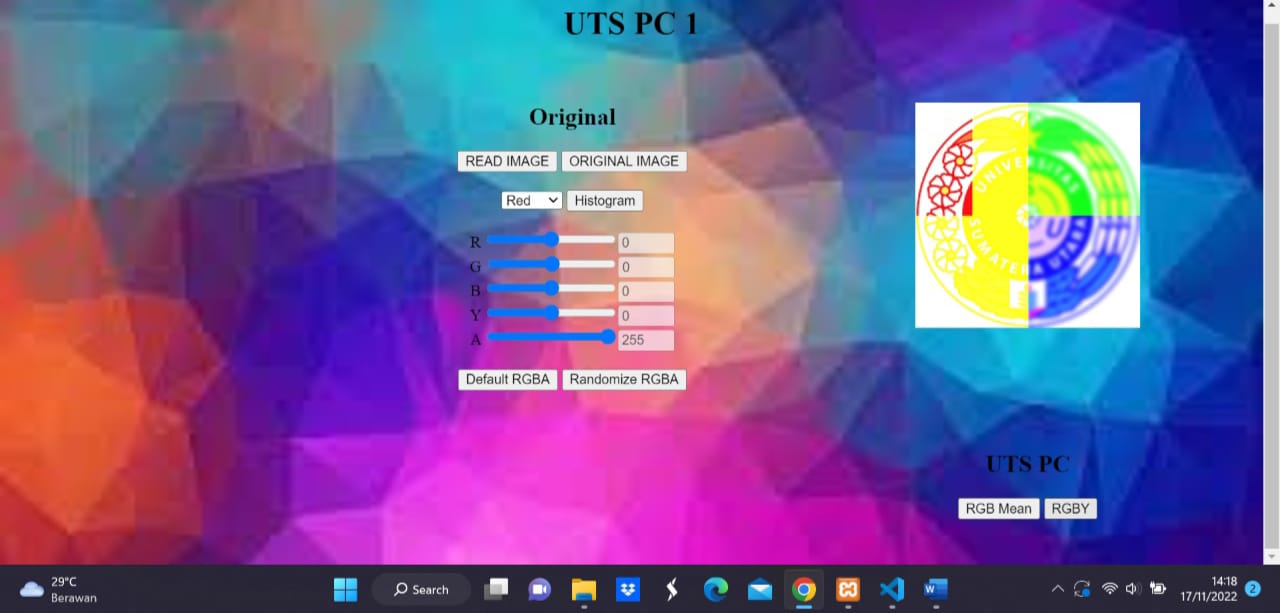 UTS PC 1
Original
READ IMAGE ORIGINAL IMAGE
Red Histogram
R 0
G 0
B 0
Y 0
A 255
Default RGBA Randomize RGBA
UNIVERSITAS
SUMATERA UTARA
UTS PC
RGB Mean RGBY
29°C
Berawan
Search
14:18
17/11/2022
2